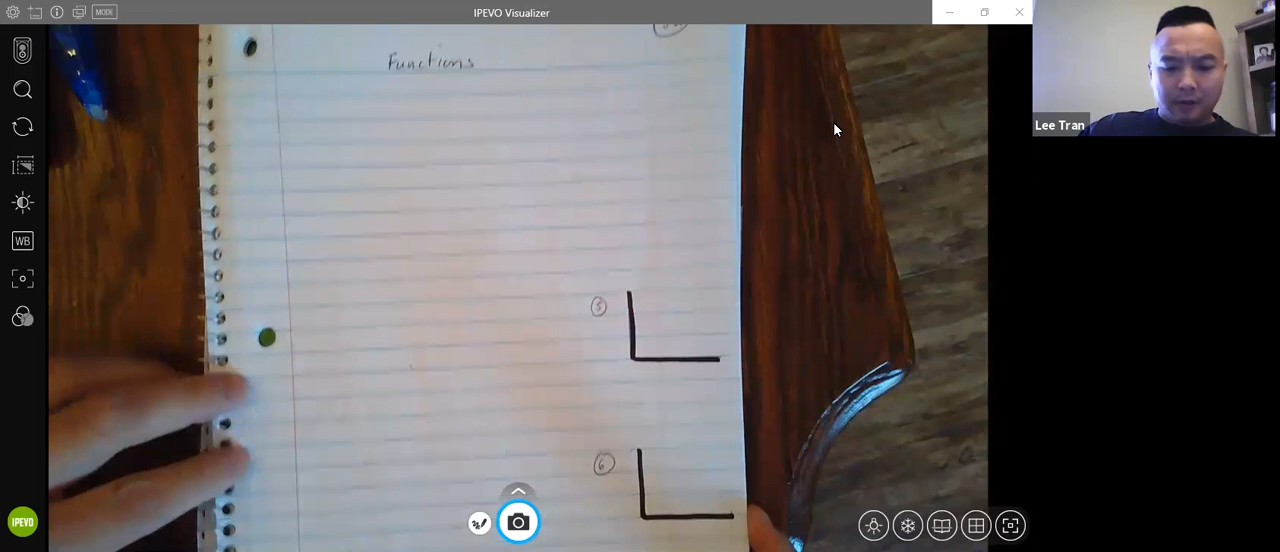 MODE
IPEVO Visualizer
Functions
Lee Tran
WB
5
6
IPEVO